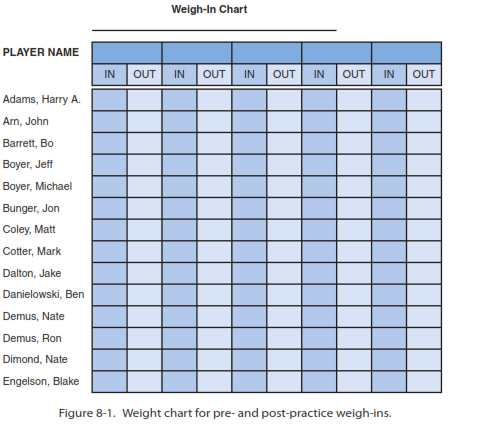 Weigh-In Chart
PLAYER NAME
IN OUT IN OUT IN OUT IN OUT IN OUT
Adams, Harry A.
Arn, John
Barrett, Bo
Boyer, Jeff
Boyer, Michael
Bunger, Jon
Coley, Matt
Cotter, Mark
Dalton, Jake
Danielowski, Ben
Demus, Nate
Demus, Ron
Dimond, Nate
Engelson, Blake
Figure 8-1. Weight chart for pre- and post-practice weigh-ins.